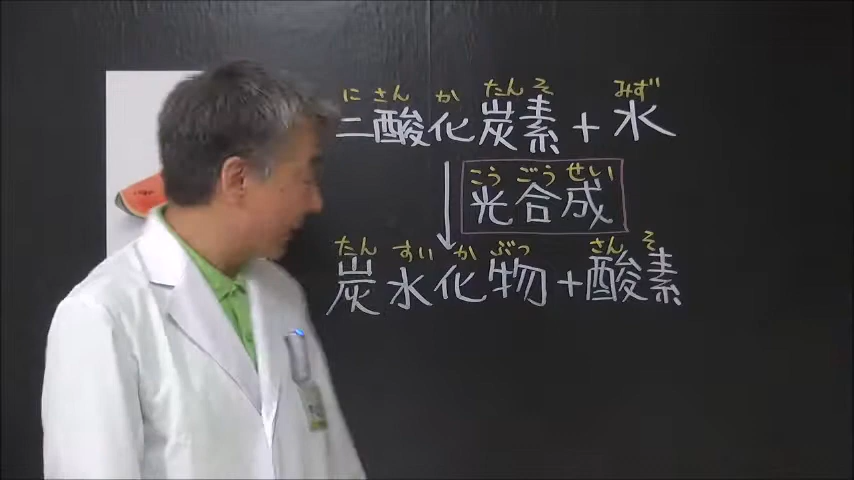 にさんか たんそ みず
二酸化炭素+水
こうごうせい
光合成
たんすいかぶつ さんそ
炭水化物+酸素